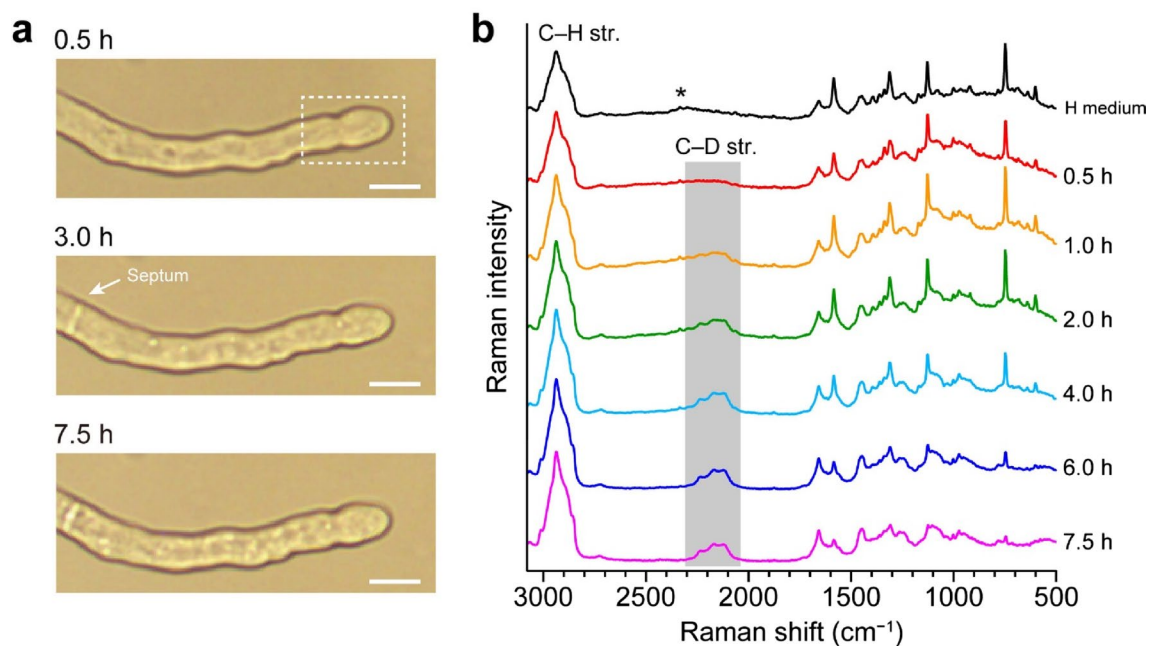 a
0.5 h
3.0 h
Septum
7.5 h
b
C–H str.
*
H medium
C–D str.
0.5 h
1.0 h
2.0 h
4.0 h
6.0 h
7.5 h
Raman intensity
3000 2500 2000 1500 1000 500
Raman shift (cm⁻¹)